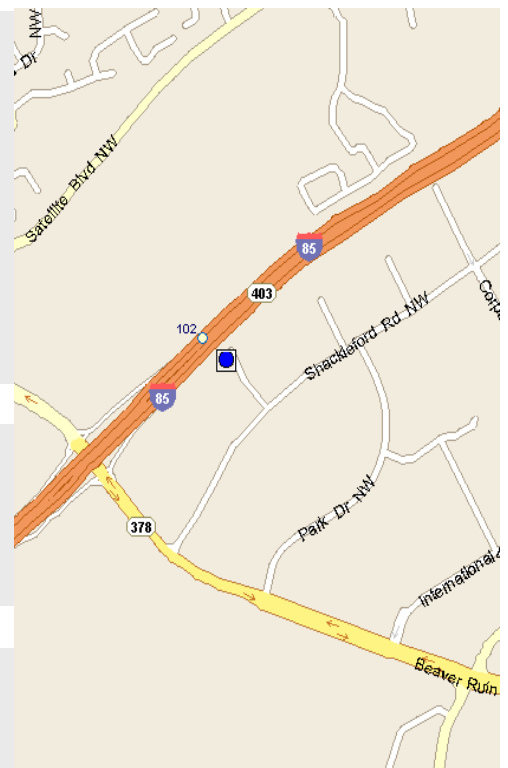 NW
Dr
Satellite Blvd NW
85
403
102
Shackleford Rd NW
85
378
Park Dr NW
International
Beaver Ruin